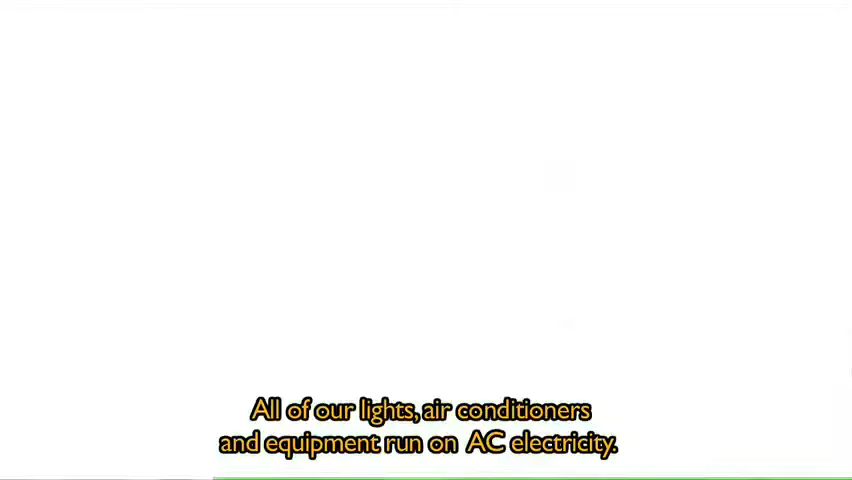 All of our lights, air conditioners
and equipment run on AC electricity.